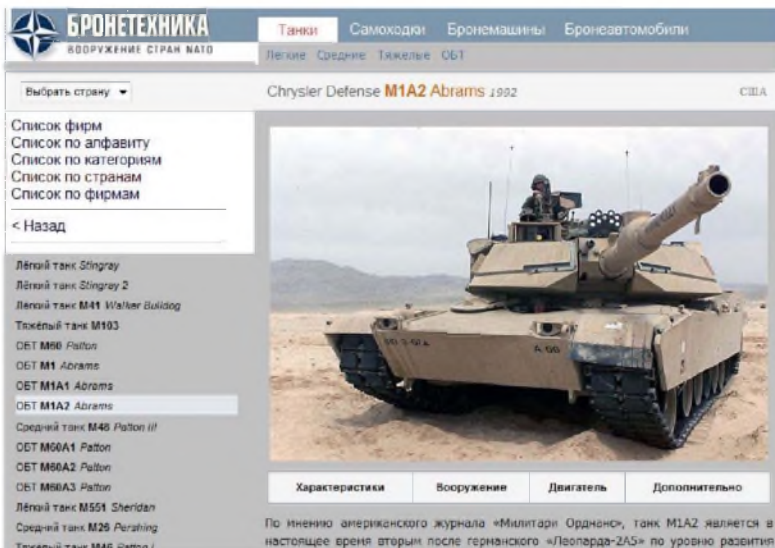 БРОНЕТЕХНИКА
ВООРУЖЕНИЕ СТРАН NATO
Танки Самоходки Бронемашины Бронеавтомобили
Легкие Средние Тяжелые ОБТ
Выбрать страну
Chrysler Defense M1A2 Abrams 1992 США
Список фирм
Список по алфавиту
Список по категориям
Список по странам
Список по фирмам
< Назад
Лёгкий танк Stingray
Лёгкий танк Stingray 2
Лёгкий танк M41 Walker Bulldog
Тяжёлый танк M103
ОБТ M60 Patton
ОБТ M1 Abrams
ОБТ M1A1 Abrams
ОБТ M1A2 Abrams
Средний танк M48 Patton III
ОБТ M60A1 Patton
ОБТ M60A2 Patton
ОБТ M60A3 Patton
Лёгкий танк M551 Sheridan
Средний танк M26 Pershing
Patton I
A 00
Характеристики Вооружение Двигатель Дополнительно
По мнению американского журнала «Милитари Орднанс», танк M1A2 является в
настоящее время вторым после германского «Леопарда-2A5» по уровню развития